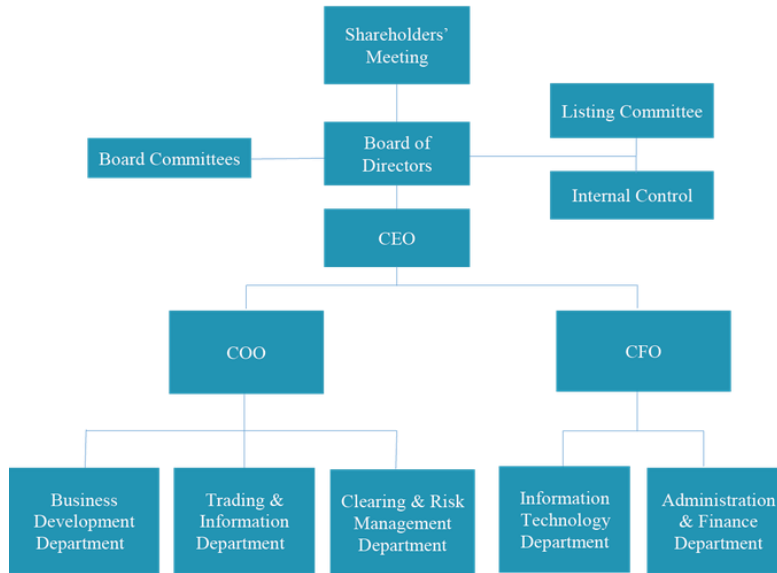 Shareholders’
Meeting
Listing Committee
Board of
Directors
Board Committees
Internal Control
CEO
COO
CFO
Business
Development
Department
Trading &
Information
Department
Clearing & Risk
Management
Department
Information
Technology
Department
Administration
& Finance
Department